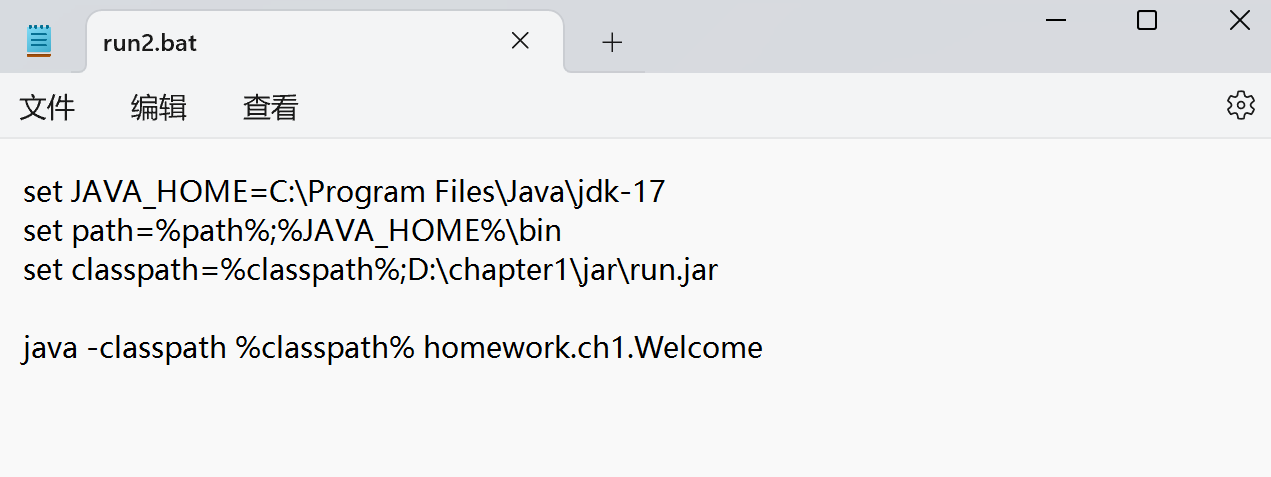 run2.bat
文件 编辑 查看
set JAVA_HOME=C:\Program Files\Java\jdk-17
set path=%path%;%JAVA_HOME%\bin
set classpath=%classpath%;D:\chapter1\jar\run.jar
java -classpath %classpath% homework.ch1.Welcome